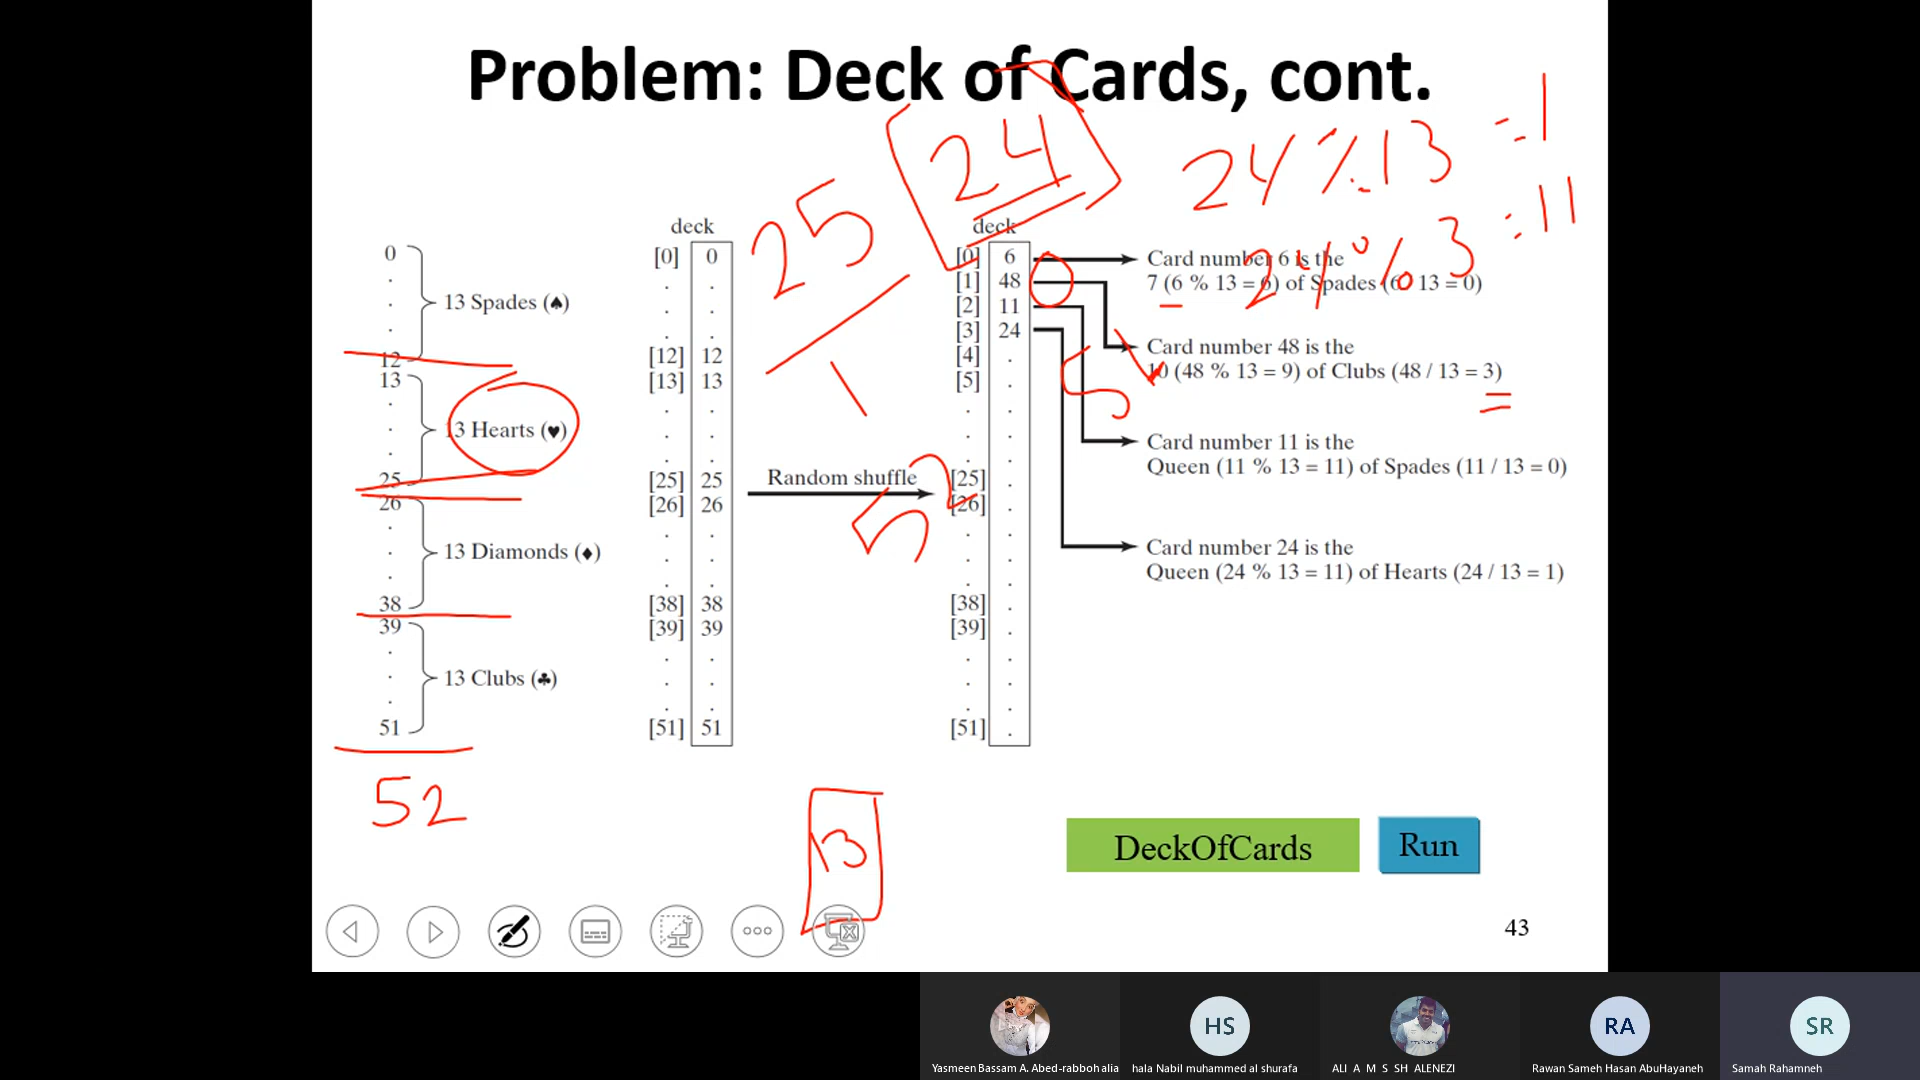 Problem: Deck of Cards, cont.
24
24 ÷ 13 = 1
24 % 13 = 11
25
1
deck
deck
0
13 Spades (♠)
12
13
13 Hearts (♥)
25
26
13 Diamonds (♦)
38
39
13 Clubs (♣)
51
52
[0] 0
[12] 12
[13] 13
[25] 25
[26] 26
[38] 38
[39] 39
[51] 51
Random shuffle
52
[0] 6
[1] 48
[2] 11
[3] 24
[4]
[5]
[25]
[26]
[38]
[39]
[51]
Card number 6 is the
7 (6 % 13 = 6) of Spades (6 / 13 = 0)
Card number 48 is the
10 (48 % 13 = 9) of Clubs (48 / 13 = 3)
Card number 11 is the
Queen (11 % 13 = 11) of Spades (11 / 13 = 0)
Card number 24 is the
Queen (24 % 13 = 11) of Hearts (24 / 13 = 1)
13
DeckOfCards
Run
43
HS
RA
SR
Yasmeen Bassam A. Abed-rabboh alia
hala Nabil muhammed al shurafa
ALI A M S SH ALENEZI
Rawan Sameh Hasan AbuHayaneh
Samah Rahamneh